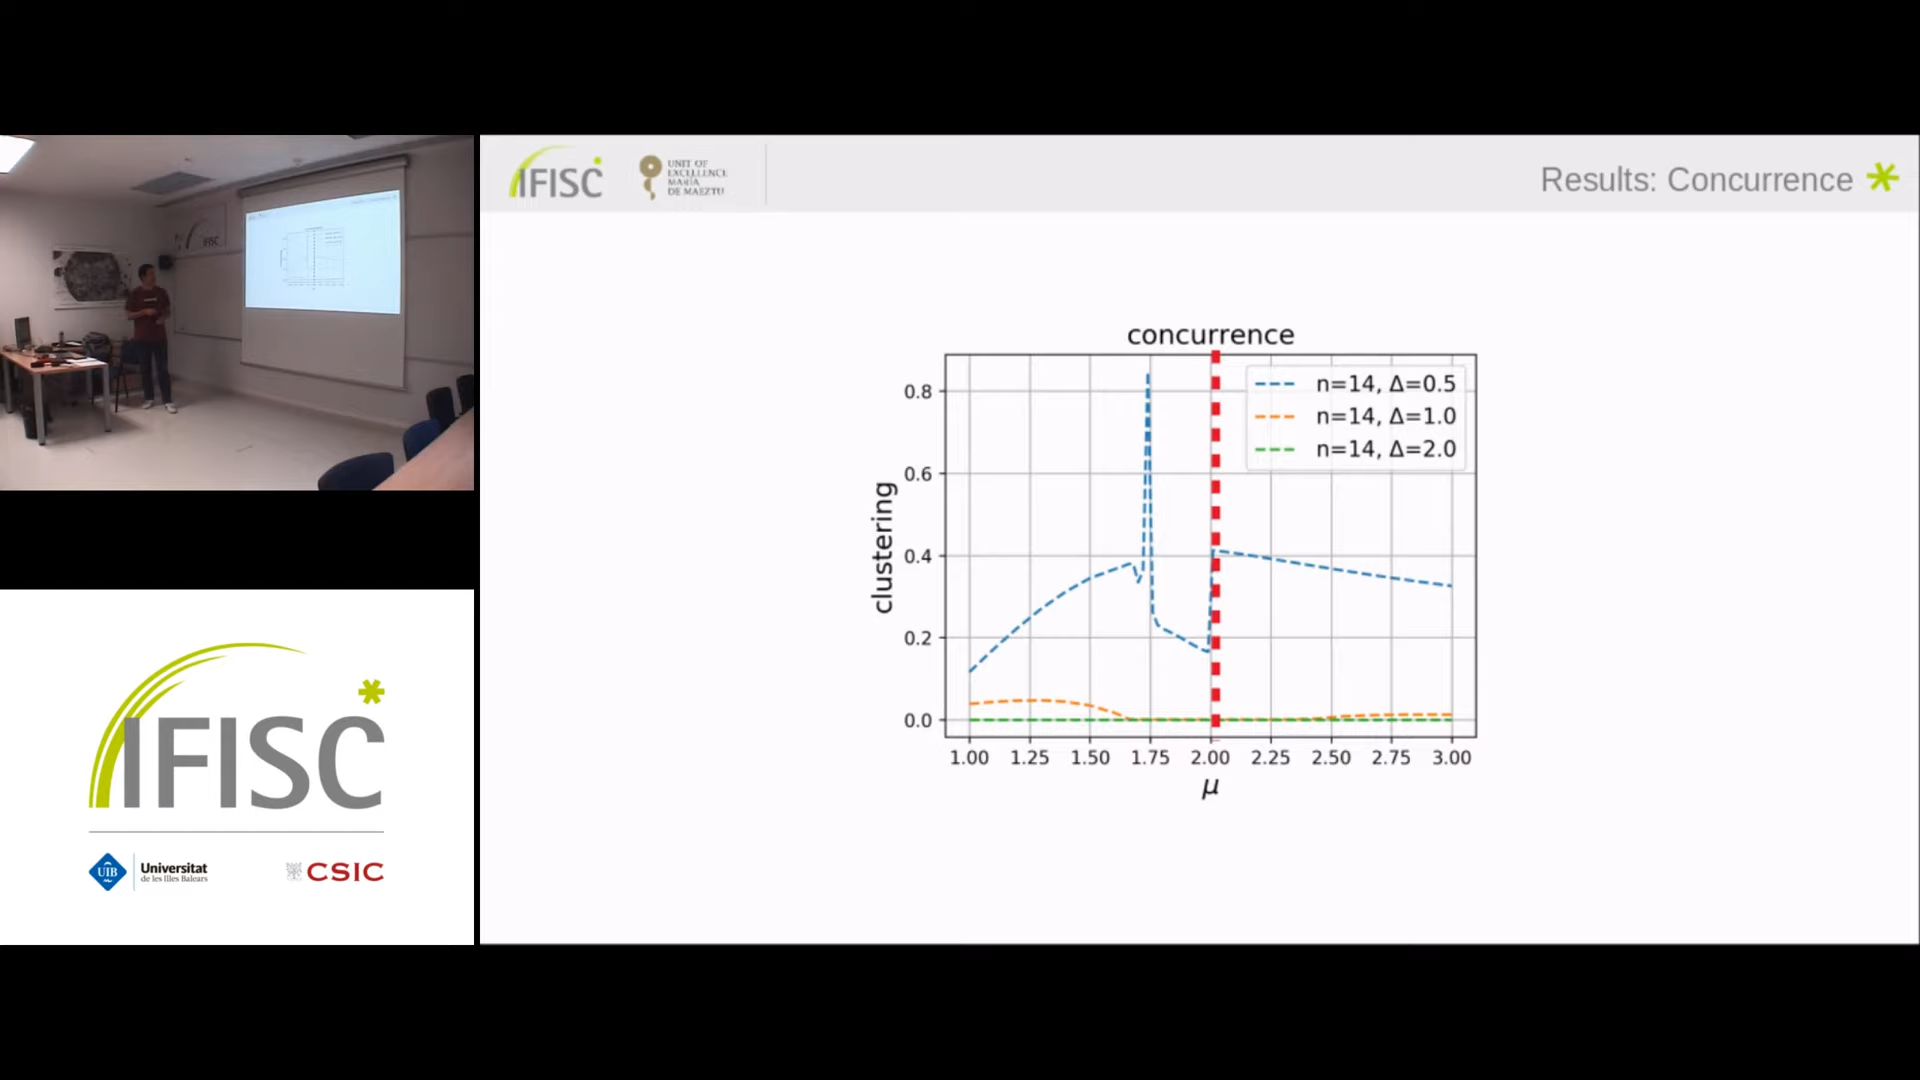 IFISC
UNIT OF
EXCELLENCE
MARÍA
DE MAEZTU
Results: Concurrence
concurrence
n=14, Δ=0.5
n=14, Δ=1.0
n=14, Δ=2.0
clustering
0.8
0.6
0.4
0.2
0.0
1.00 1.25 1.50 1.75 2.00 2.25 2.50 2.75 3.00
μ
IFISC
UIB
Universitat
de les Illes Balears
CSIC